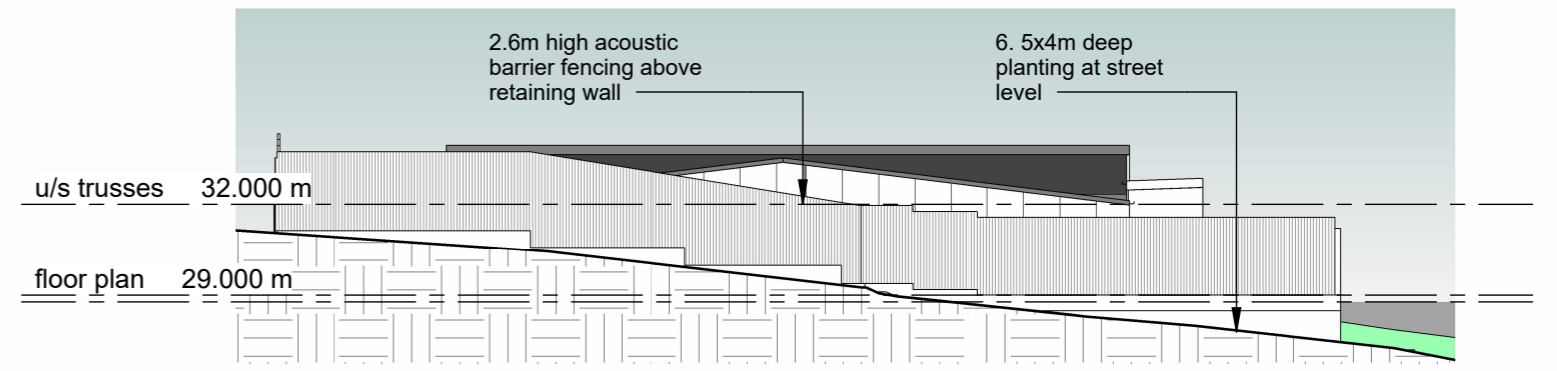 2.6m high acoustic
barrier fencing above
retaining wall
6. 5x4m deep
planting at street
level
u/s trusses 32.000 m
floor plan 29.000 m